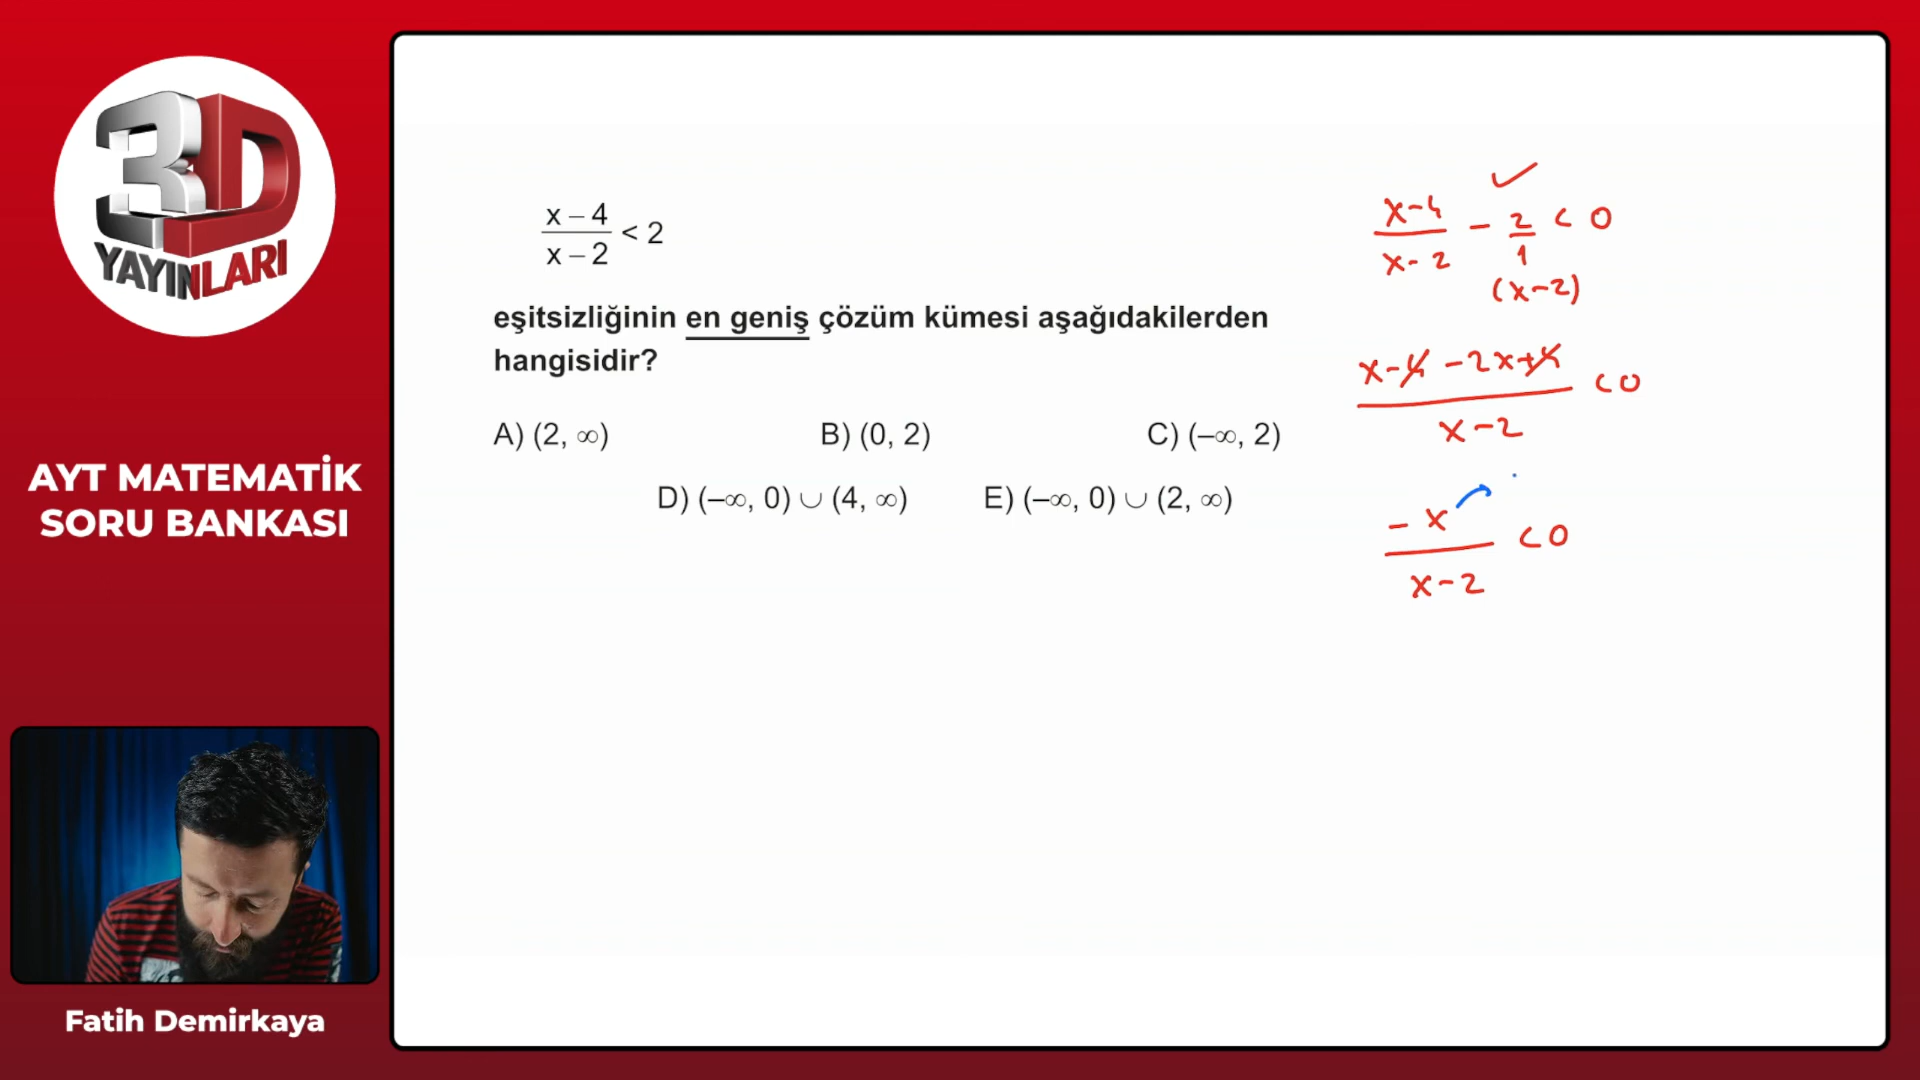 3D
YAYINLARI
AYT MATEMATİK
SORU BANKASI
Fatih Demirkaya
x – 4
x – 2
< 2
eşitsizliğinin en geniş çözüm kümesi aşağıdakilerden
hangisidir?
A) (2, ∞) B) (0, 2) C) (–∞, 2)
D) (–∞, 0) ∪ (4, ∞) E) (–∞, 0) ∪ (2, ∞)
x-4
x-2
- 2/1 < 0
(x-2)
x-4 -2x+4
x-2
<0
-x
x-2
<0